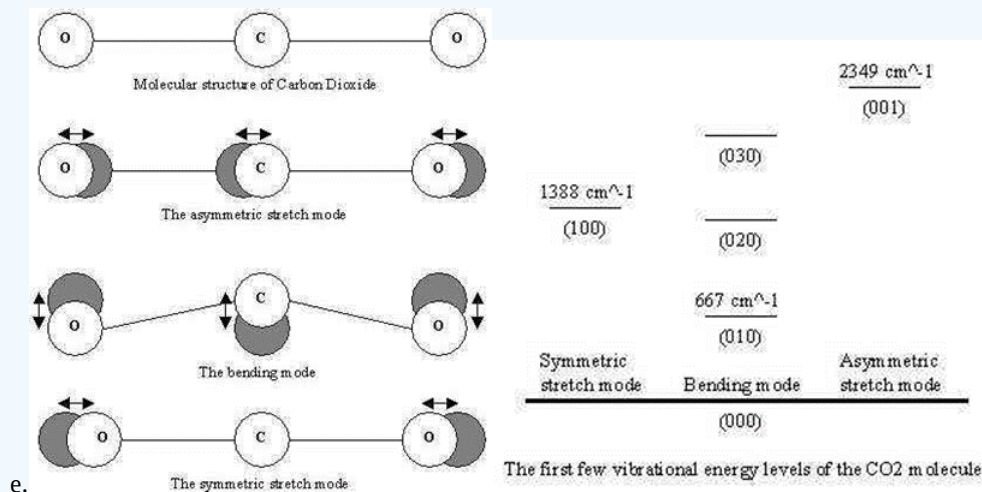 O C O
Molecular structure of Carbon Dioxide
O C O
The asymmetric stretch mode
O C O
The bending mode
O C O
e. The symmetric stretch mode
2349 cm^-1
(001)
(030)
1388 cm^-1
(100)
(020)
667 cm^-1
(010)
Symmetric stretch mode
Bending mode
Asymmetric stretch mode
(000)
The first few vibrational energy levels of the CO2 molecule